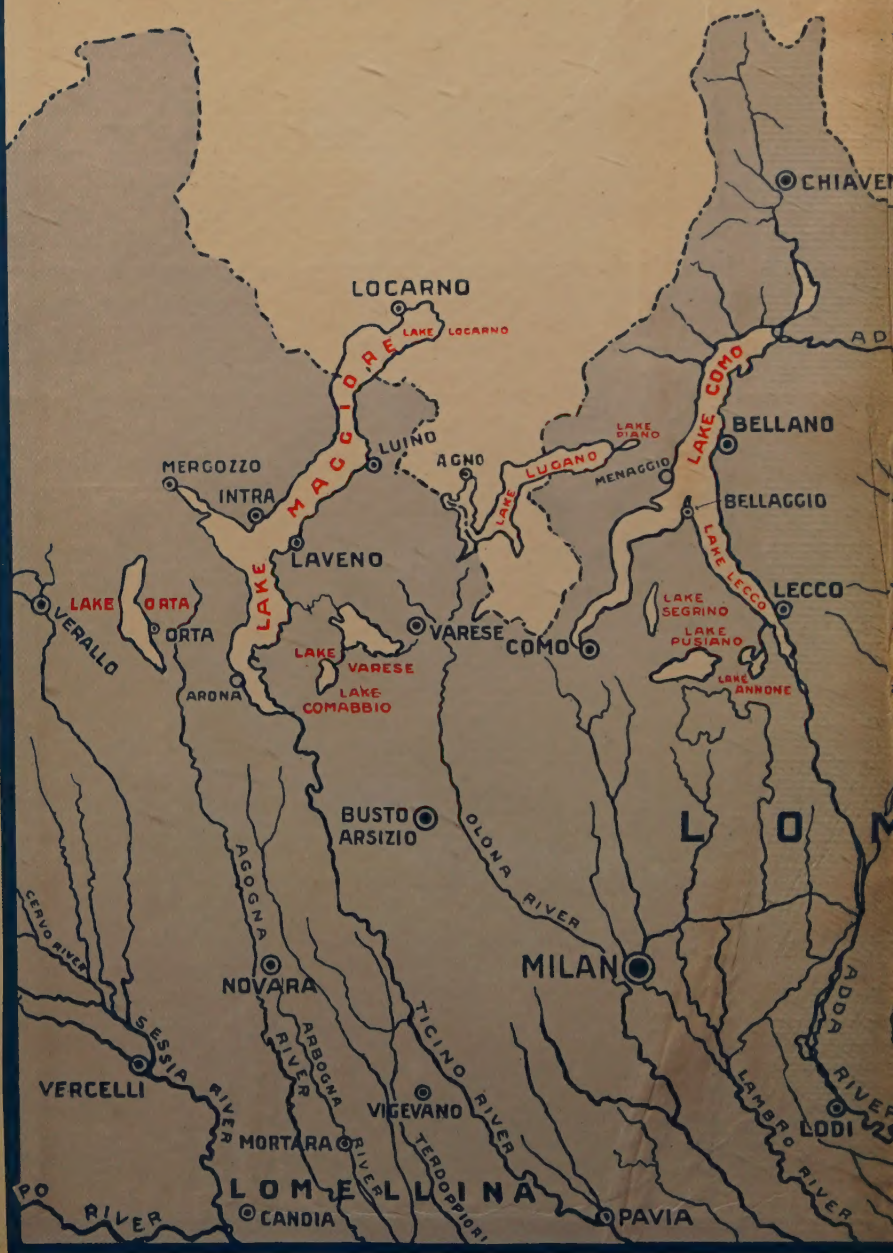 CHIAVEN
LOCARNO
LAKE LOCARNO
LAKE MAGGIORE
AD
LAKE COMO
BELLANO
LUINO
AGNO
LAKE LUGANO
LAKE PIANO
MENAGGIO
MERGOZZO
INTRA
BELLAGGIO
LAVENO
LAKE LECCO
LECCO
LAKE ORTA
ORTA
VERALLO
LAKE
SEGRINO
VARESE
COMO
LAKE
PUSIANO
LAKE
VARESE
LAKE
ANNONE
ARONA
LAKE
COMABBIO
BUSTO
ARSIZIO
LOM
OLONA RIVER
AGOGNA RIVER
CERVO RIVER
MILAN
NOVARA
ADDA RIVER
SESSIA RIVER
ARBOGNA RIVER
TICINO RIVER
VERCELLI
VIGEVANO
LAMBRO RIVER
LODI
MORTARA
TERDOPPIORI
LOMELLINA
PO RIVER
CANDIA
PAVIA